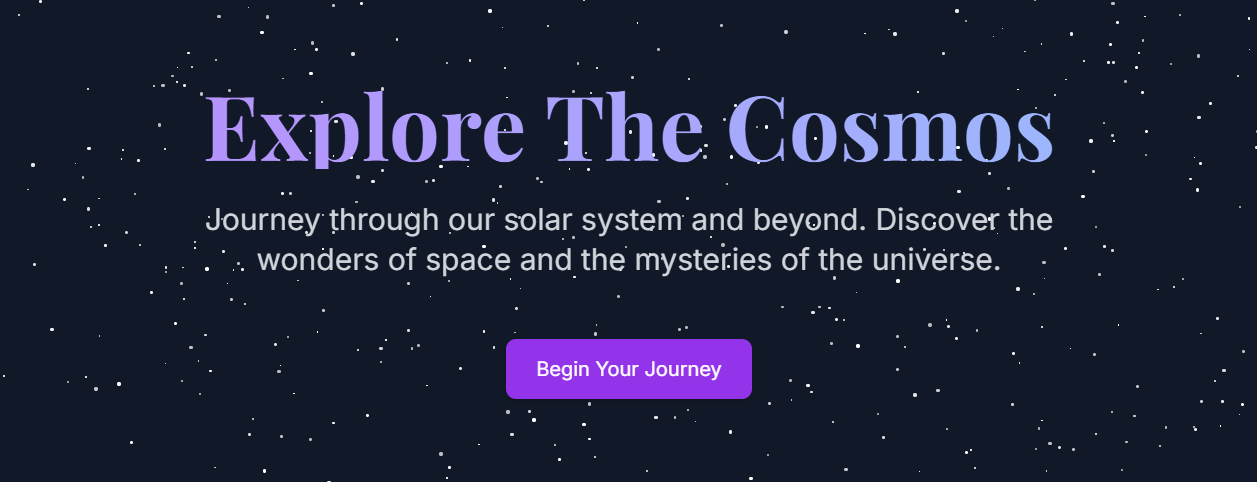 Explore The Cosmos
Journey through our solar system and beyond. Discover the
wonders of space and the mysteries of the universe.
Begin Your Journey